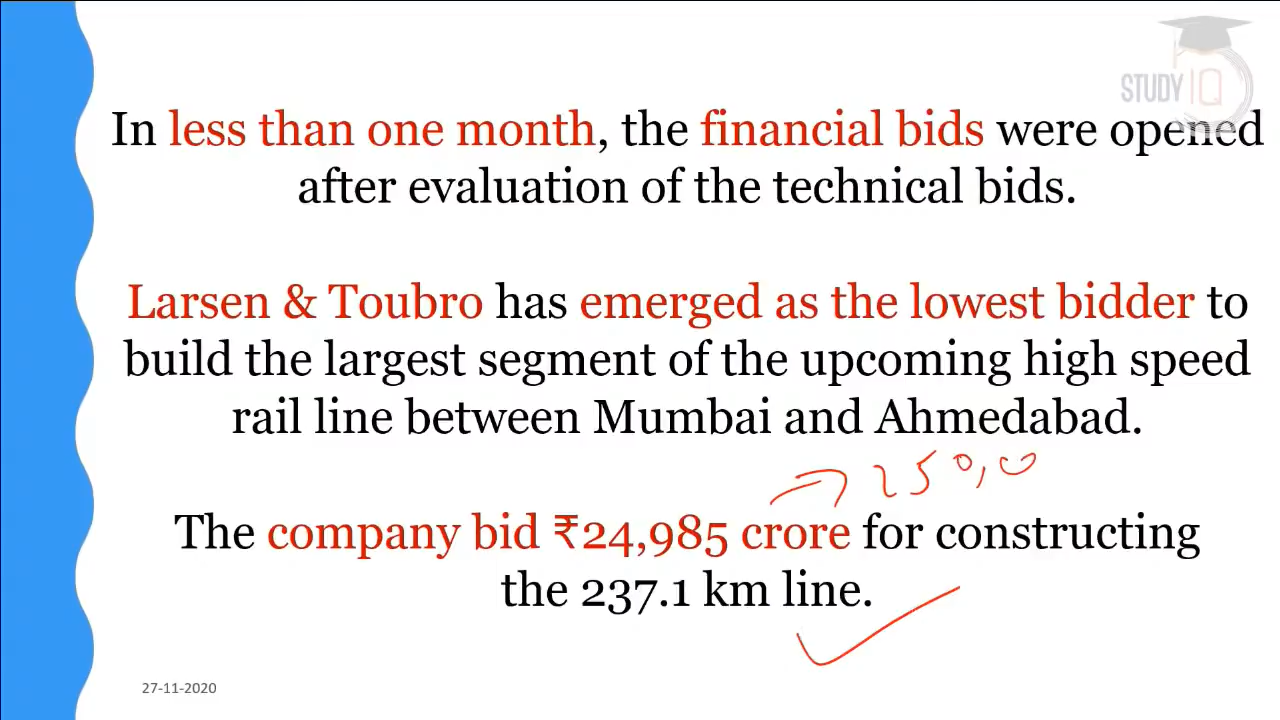 STUDY IQ
In less than one month, the financial bids were opened
after evaluation of the technical bids.
Larsen & Toubro has emerged as the lowest bidder to
build the largest segment of the upcoming high speed
rail line between Mumbai and Ahmedabad.
250,0
The company bid ₹24,985 crore for constructing
the 237.1 km line.
27-11-2020